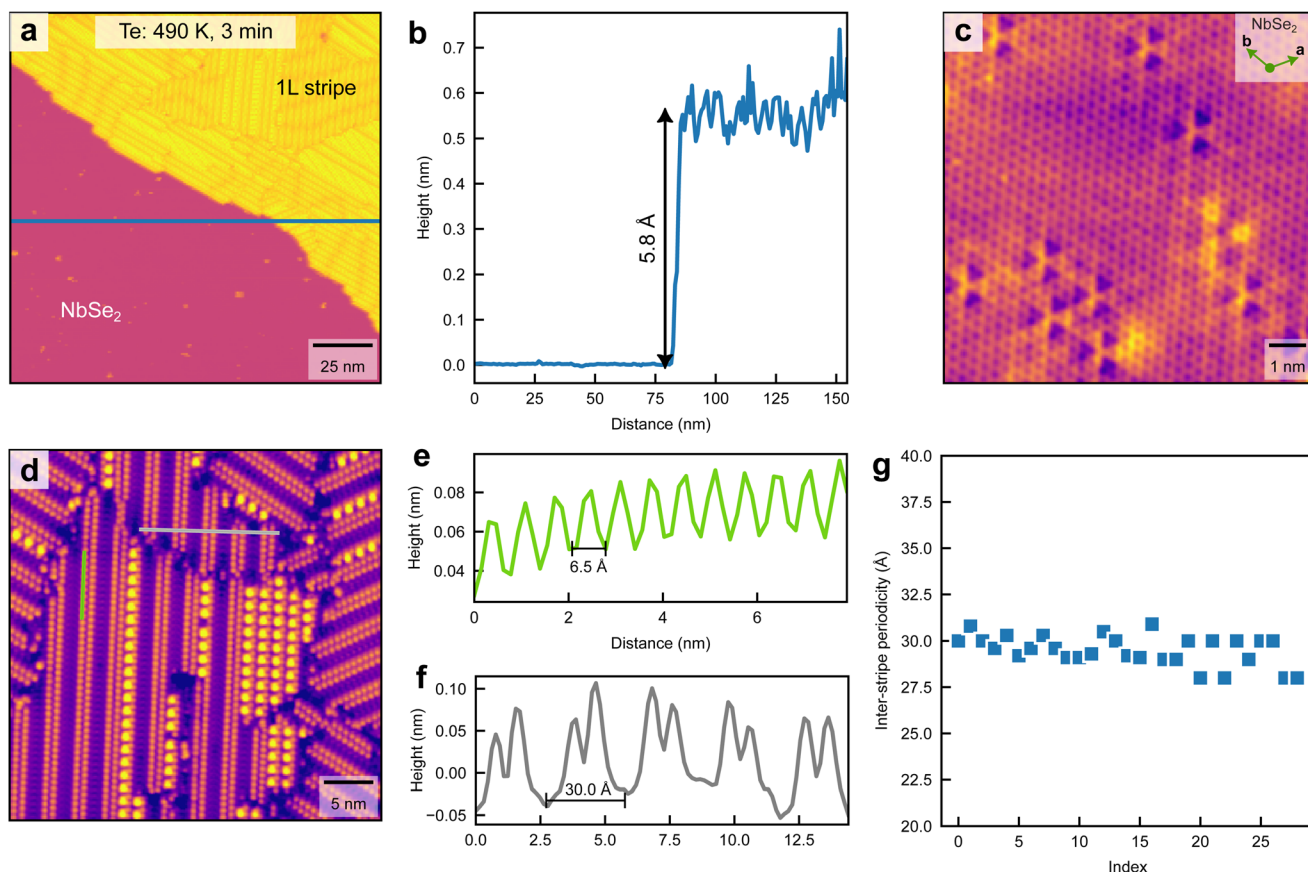 a
Te: 490 K, 3 min
1L stripe
NbSe₂
25 nm
b
Height (nm)
0.7
0.6
0.5
0.4
0.3
0.2
0.1
0.0
5.8 Å
0 25 50 75 100 125 150
Distance (nm)
c
NbSe₂
b
a
1 nm
d
5 nm
e
Height (nm)
0.08
0.06
0.04
6.5 Å
0 2 4 6
Distance (nm)
f
Height (nm)
0.10
0.05
0.00
−0.05
30.0 Å
0.0 2.5 5.0 7.5 10.0 12.5
g
Inter-stripe periodicity (Å)
40.0
37.5
35.0
32.5
30.0
27.5
25.0
22.5
20.0
0 5 10 15 20 25
Index